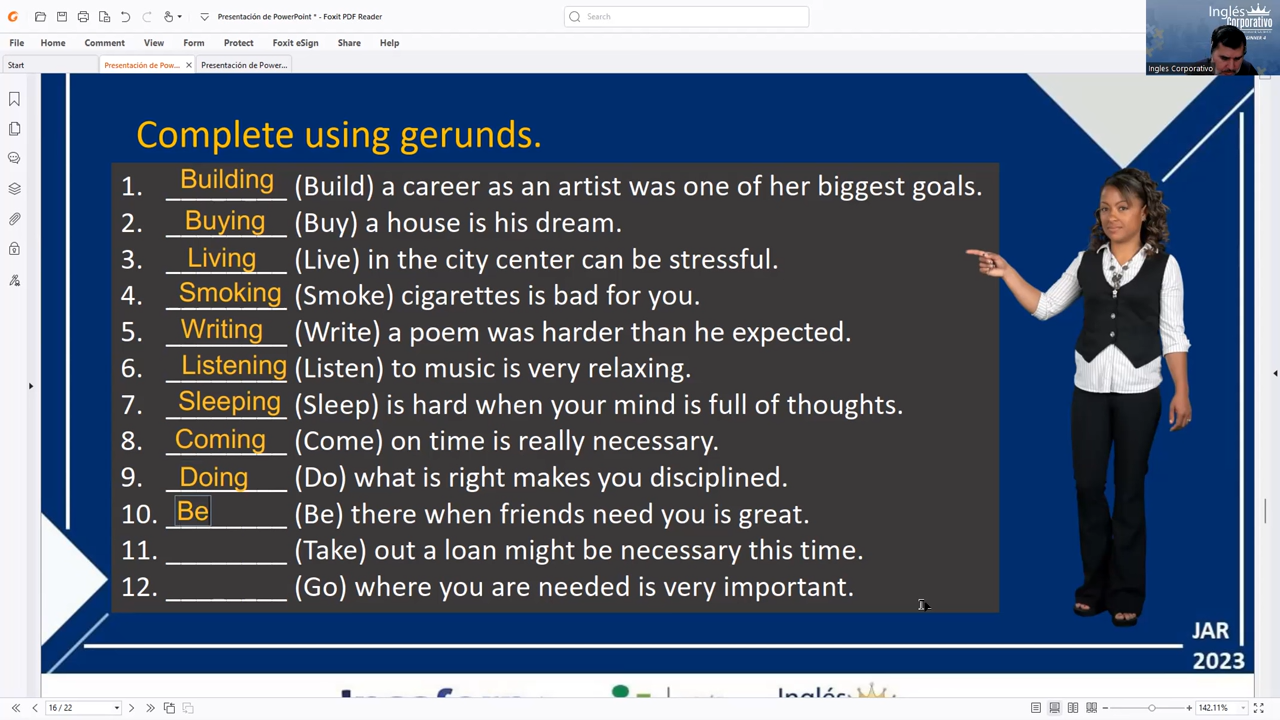 Presentación de PowerPoint * - Foxit PDF Reader
Search
File Home Comment View Form Protect Foxit eSign Share Help
Start Presentación de Pow... Presentación de Power...
Inglés
Corporativo
Ingles Corporativo
Complete using gerunds.
1. Building (Build) a career as an artist was one of her biggest goals.
2. Buying (Buy) a house is his dream.
3. Living (Live) in the city center can be stressful.
4. Smoking (Smoke) cigarettes is bad for you.
5. Writing (Write) a poem was harder than he expected.
6. Listening (Listen) to music is very relaxing.
7. Sleeping (Sleep) is hard when your mind is full of thoughts.
8. Coming (Come) on time is really necessary.
9. Doing (Do) what is right makes you disciplined.
10. Be (Be) there when friends need you is great.
11. ________ (Take) out a loan might be necessary this time.
12. ________ (Go) where you are needed is very important.
JAR
2023
Inglés
16 / 22
142.11%